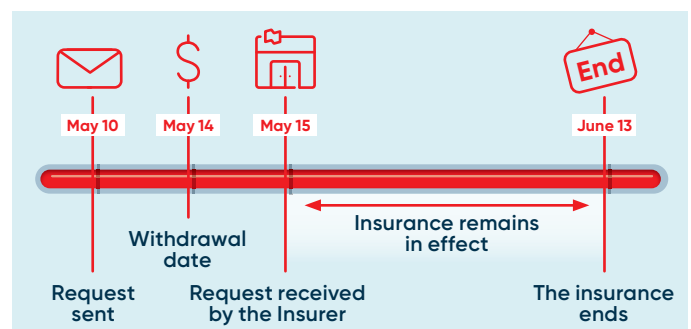 End
May 10
May 14
May 15
June 13
Insurance remains
in effect
Withdrawal
date
Request
sent
Request received
by the Insurer
The insurance
ends